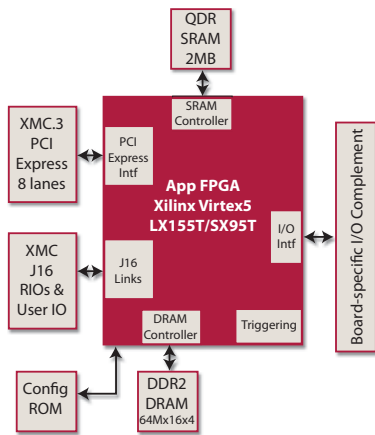 QDR
SRAM
2MB
SRAM
Controller
XMC.3
PCI
Express
8 lanes
PCI
Express
Intf
App FPGA
Xilinx Virtex5
LX155T/SX95T
I/O
Intf
Board-specific I/O Complement
XMC
J16
RIOs &
User IO
J16
Links
DRAM
Controller
Triggering
Config
ROM
DDR2
DRAM
64Mx16x4